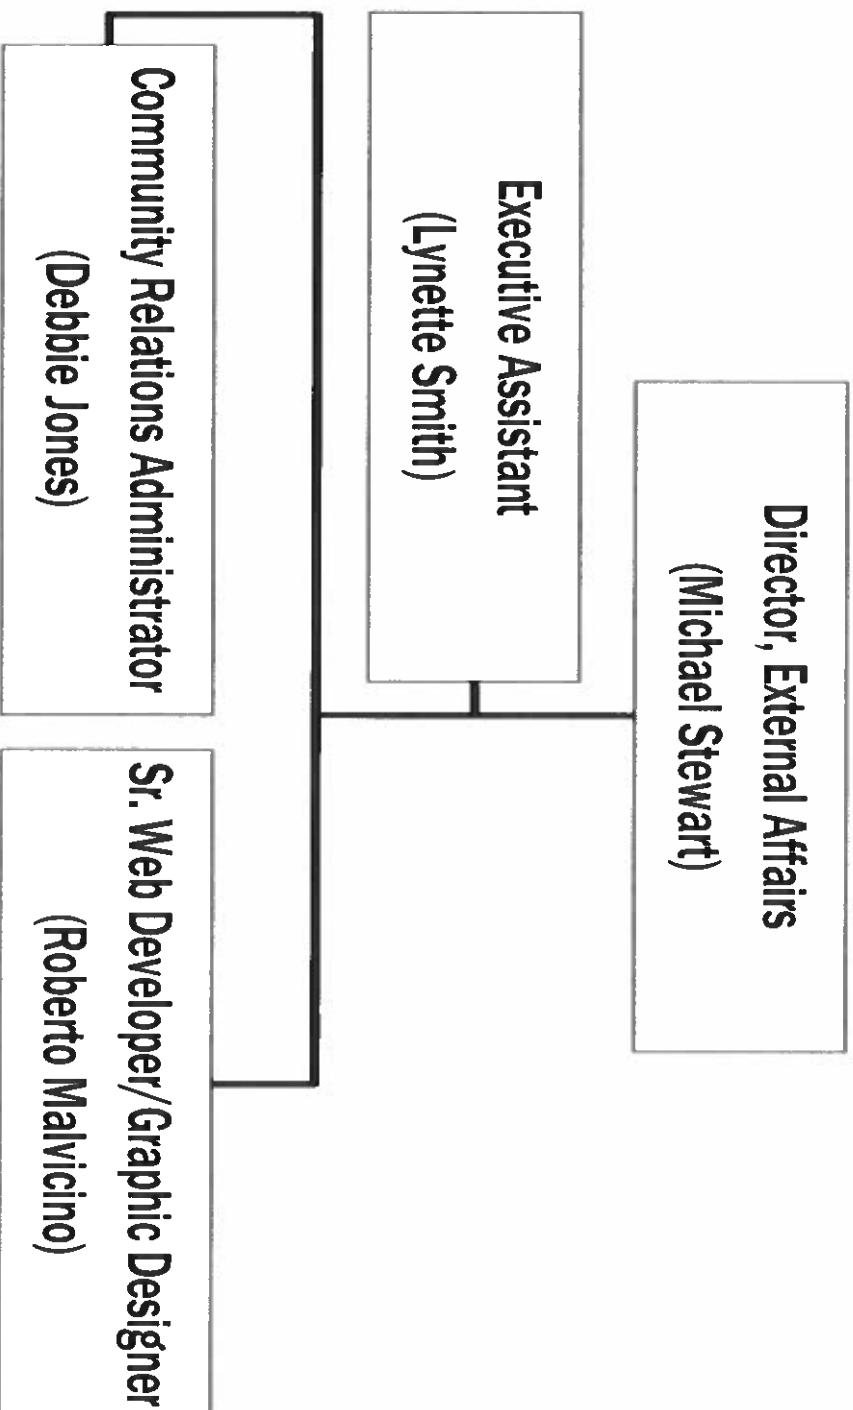 Director, External Affairs
(Michael Stewart)
Executive Assistant
(Lynette Smith)
Community Relations Administrator
(Debbie Jones)
Sr. Web Developer/Graphic Designer
(Roberto Malvicino)